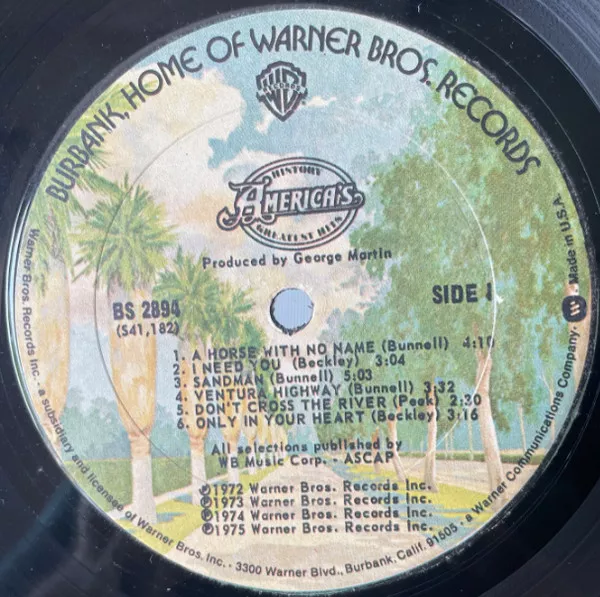 BURBANK, HOME OF WARNER BROS. RECORDS
WB
RECORDS
HISTORY
AMERICA'S
GREATEST HITS
Produced by George Martin
BS 2894
(S41,182)
SIDE 1
1. A HORSE WITH NO NAME (Bunnell) 4:10
2. I NEED YOU (Beckley) 3:04
3. SANDMAN (Bunnell) 5:03
4. VENTURA HIGHWAY (Bunnell) 3:32
5. DON'T CROSS THE RIVER (Peek) 2:30
6. ONLY IN YOUR HEART (Beckley) 3:16
All selections published by
WB Music Corp. - ASCAP
℗1972 Warner Bros. Records Inc.
℗1973 Warner Bros. Records Inc.
℗1974 Warner Bros. Records Inc.
℗1975 Warner Bros. Records Inc.
Warner Bros. Records Inc. · a subsidiary and licensee of Warner Bros. Inc. · 3300 Warner Blvd., Burbank, Calif. 91505 · a Warner Communications Company. · Made in U.S.A.